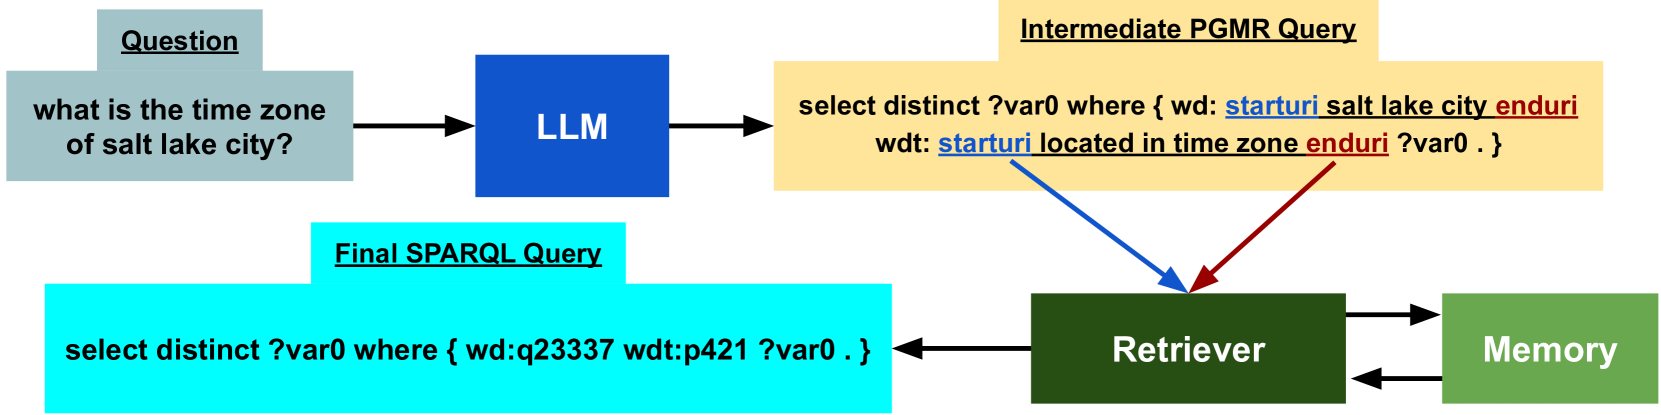 Question
what is the time zone
of salt lake city?
LLM
Intermediate PGMR Query
select distinct ?var0 where { wd: starturi salt lake city enduri
wdt: starturi located in time zone enduri ?var0 . }
Final SPARQL Query
select distinct ?var0 where { wd:q23337 wdt:p421 ?var0 . }
Retriever
Memory